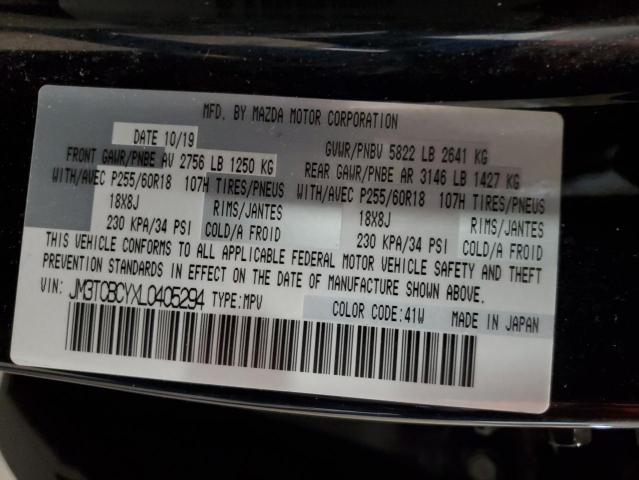 MFD. BY MAZDA MOTOR CORPORATION
DATE 10/19 GVWR/PNBV 5822 LB 2641 KG
FRONT GAWR/PNBE AV 2756 LB 1250 KG REAR GAWR/PNBE AR 3146 LB 1427 KG
WITH/AVEC P255/60R18 107H TIRES/PNEUS WITH/AVEC P255/60R18 107H TIRES/PNEUS
18X8J RIMS/JANTES 18X8J RIMS/JANTES
230 KPA/34 PSI COLD/A FROID 230 KPA/34 PSI COLD/A FROID
THIS VEHICLE CONFORMS TO ALL APPLICABLE FEDERAL MOTOR VEHICLE SAFETY AND THEFT
PREVENTION STANDARDS IN EFFECT ON THE DATE OF MANUFACTURE SHOWN ABOVE.
VIN: JM3TCBCYXL0405294 TYPE:MPV COLOR CODE:41W MADE IN JAPAN